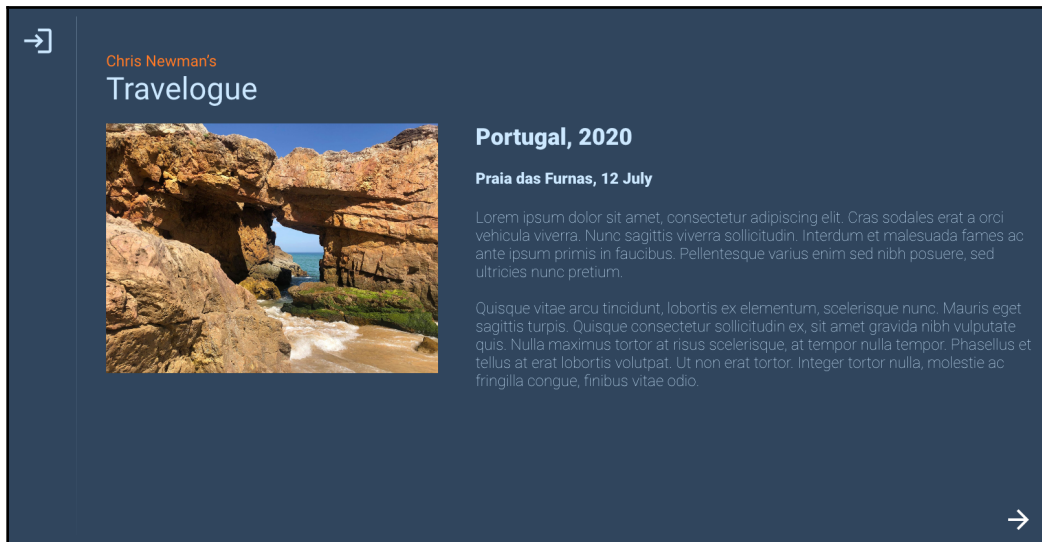 Chris Newman's
Travelogue
Portugal, 2020
Praia das Furnas, 12 July
Lorem ipsum dolor sit amet, consectetur adipiscing elit. Cras sodales erat a orci
vehicula viverra. Nunc sagittis viverra sollicitudin. Interdum et malesuada fames ac
ante ipsum primis in faucibus. Pellentesque varius enim sed nibh posuere, sed
ultricies nunc pretium.
Quisque vitae arcu tincidunt, lobortis ex elementum, scelerisque nunc. Mauris eget
sagittis turpis. Quisque consectetur sollicitudin ex, sit amet gravida nibh vulputate
quis. Nulla maximus tortor at risus scelerisque, at tempor nulla tempor. Phasellus et
tellus at erat lobortis volutpat. Ut non erat tortor. Integer tortor nulla, molestie ac
fringilla congue, finibus vitae odio.